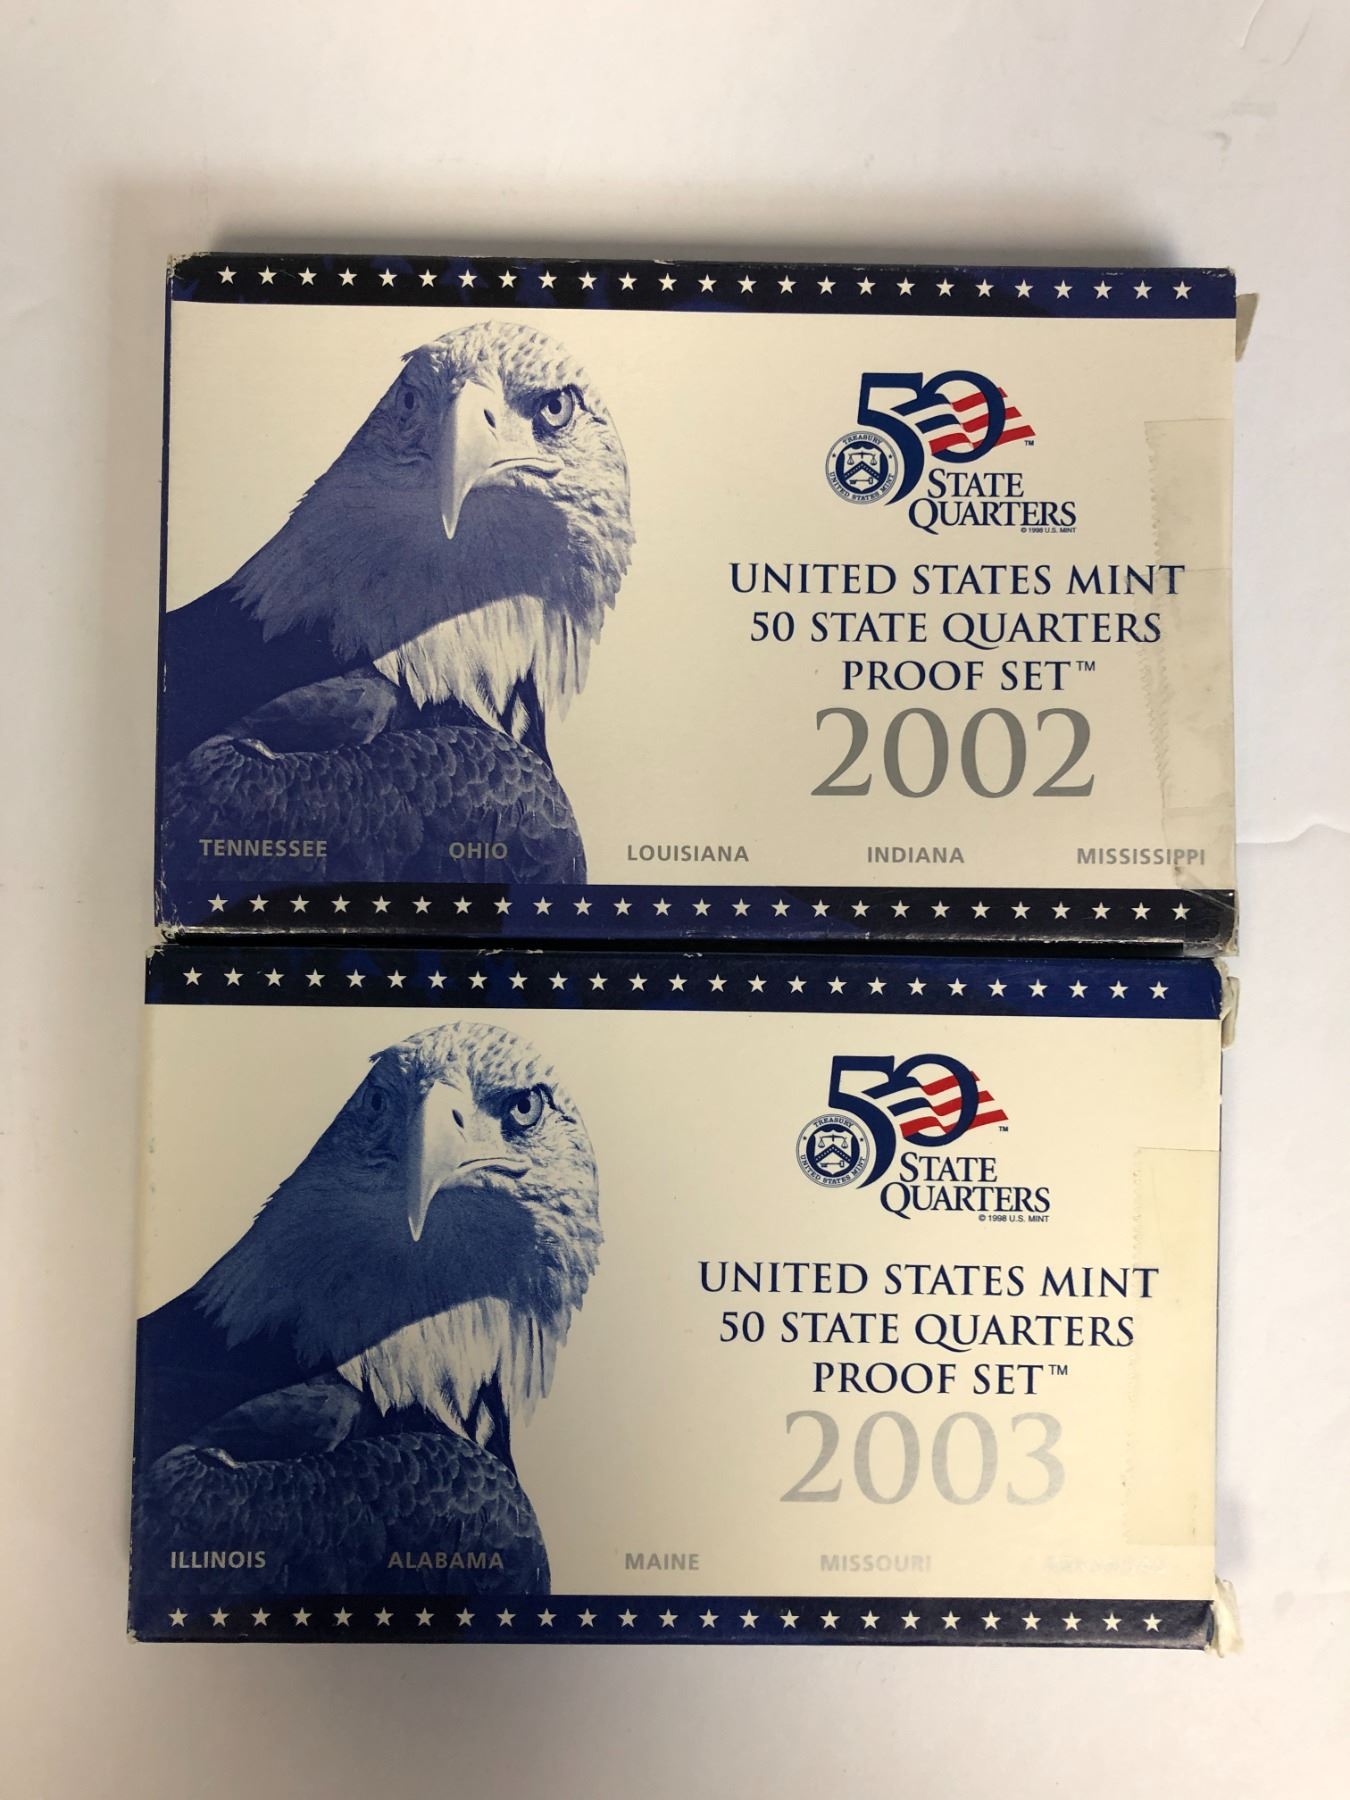 50
TM
TREASURY
UNITED STATES MINT
STATE
QUARTERS
© 1998 U.S. MINT
UNITED STATES MINT
50 STATE QUARTERS
PROOF SET™
2002
TENNESSEE OHIO LOUISIANA INDIANA MISSISSIPPI
50
TM
TREASURY
UNITED STATES MINT
STATE
QUARTERS
© 1998 U.S. MINT
UNITED STATES MINT
50 STATE QUARTERS
PROOF SET™
2003
ILLINOIS ALABAMA MAINE MISSOURI